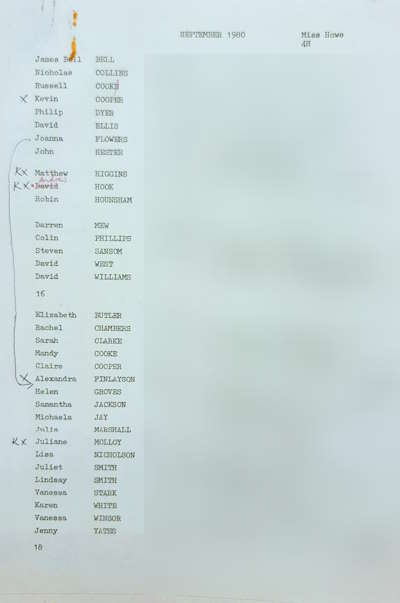 SEPTEMBER 1980 Miss Howe
4H
James Bell BELL
Nicholas COLLINS
Russell COOKE
x Kevin COOPER
Philip DYER
David ELLIS
Joanna FLOWERS
John HESTER
Kx Matthew HIGGINS
Andrew
Kx David HOOK
Robin HOUNSHAM
Darren MEW
Colin PHILLIPS
Steven SANSOM
David WEST
David WILLIAMS
16
Elizabeth BUTLER
Rachel CHAMBERS
Sarah CLARKE
Mandy COOKE
Claire COOPER
x Alexandra FINLAYSON
Helen GROVES
Samantha JACKSON
Michaela JAY
Julia MARSHALL
Kx Juliane MOLLOY
Lisa NICHOLSON
Juliet SMITH
Lindsay SMITH
Vanessa STARK
Karen WHITE
Vanessa WINSOR
Jenny YATES
18